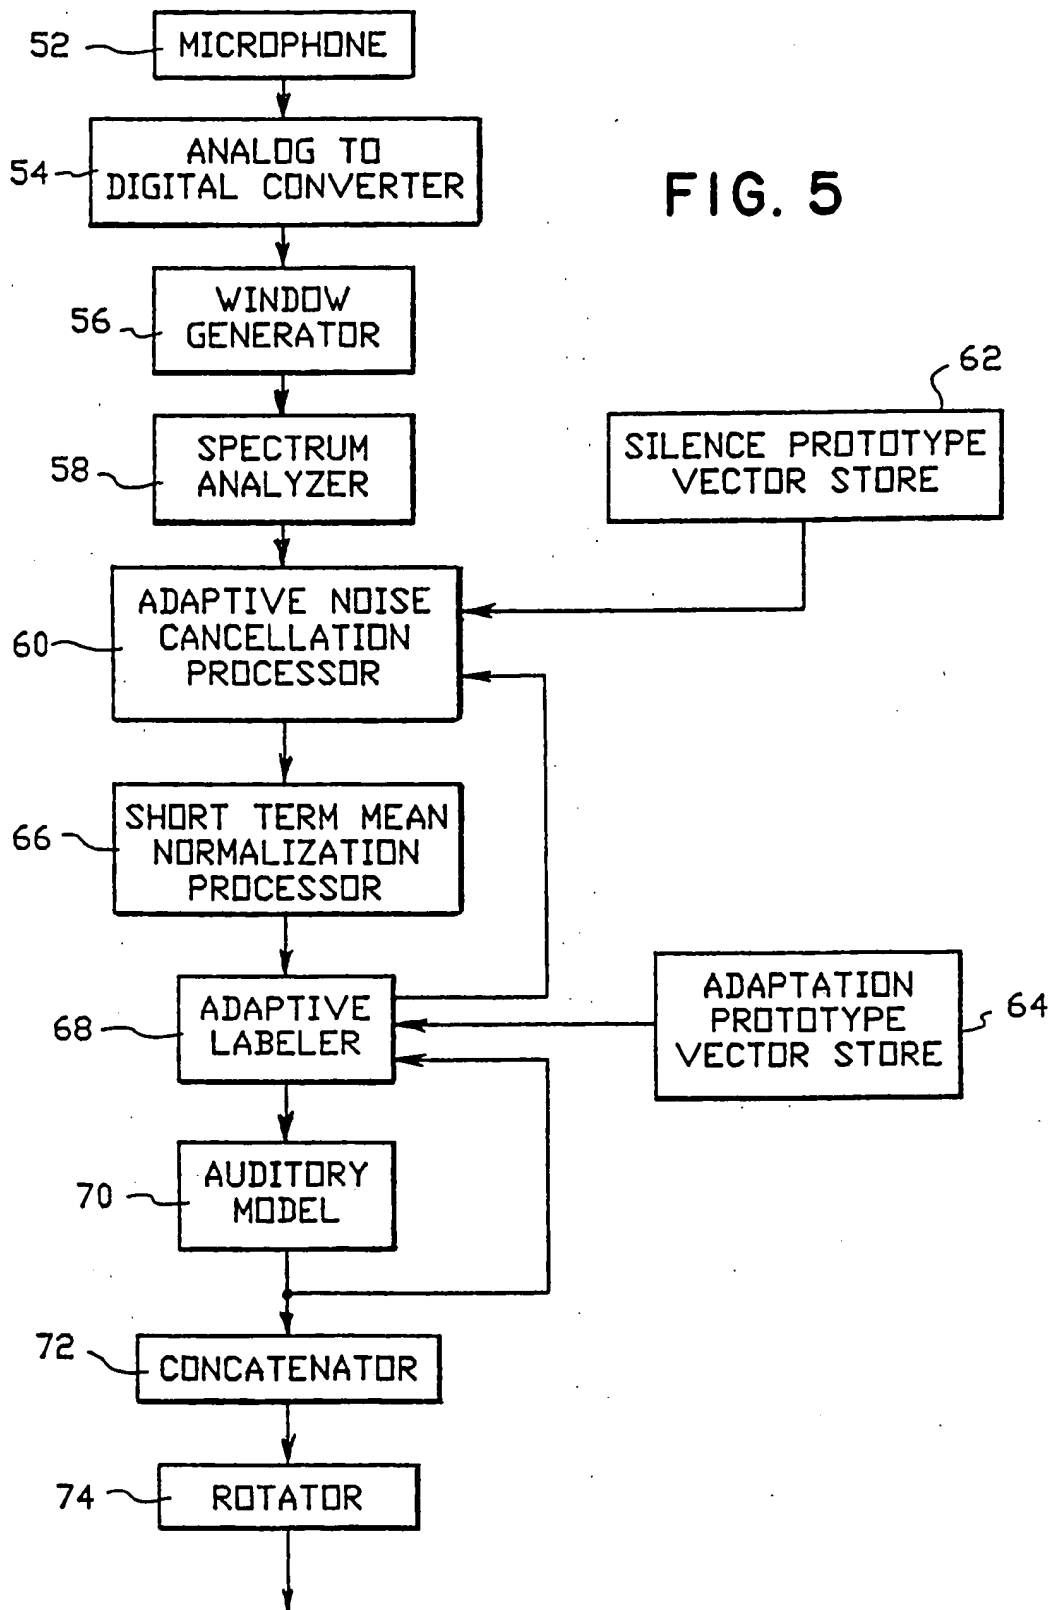 52
MICROPHONE
54
ANALOG TO
DIGITAL CONVERTER
FIG. 5
56
WINDOW
GENERATOR
58
SPECTRUM
ANALYZER
62
SILENCE PROTOTYPE
VECTOR STORE
60
ADAPTIVE NOISE
CANCELLATION
PROCESSOR
66
SHORT TERM MEAN
NORMALIZATION
PROCESSOR
68
ADAPTIVE
LABELER
64
ADAPTATION
PROTOTYPE
VECTOR STORE
70
AUDITORY
MODEL
72
CONCATENATOR
74
ROTATOR